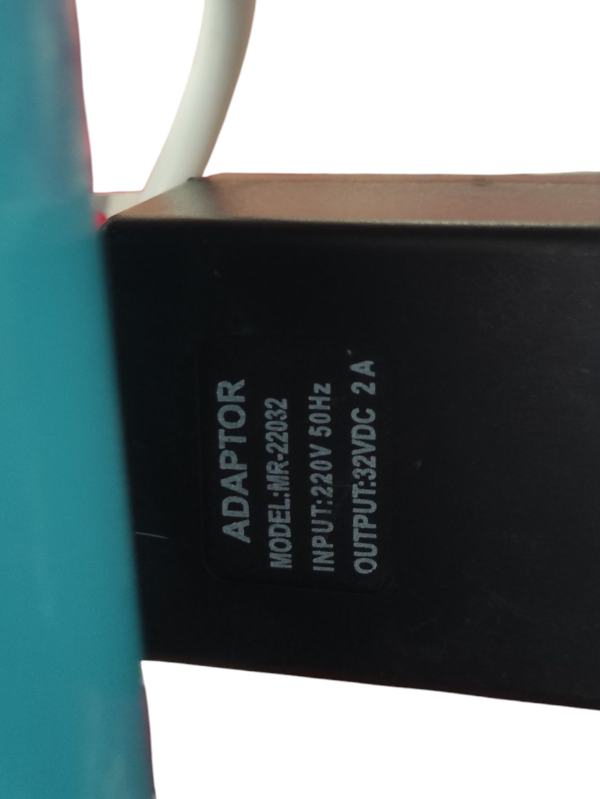 ADAPTOR
MODEL:MR-22032
INPUT:220V 50Hz
OUTPUT:32VDC 2A